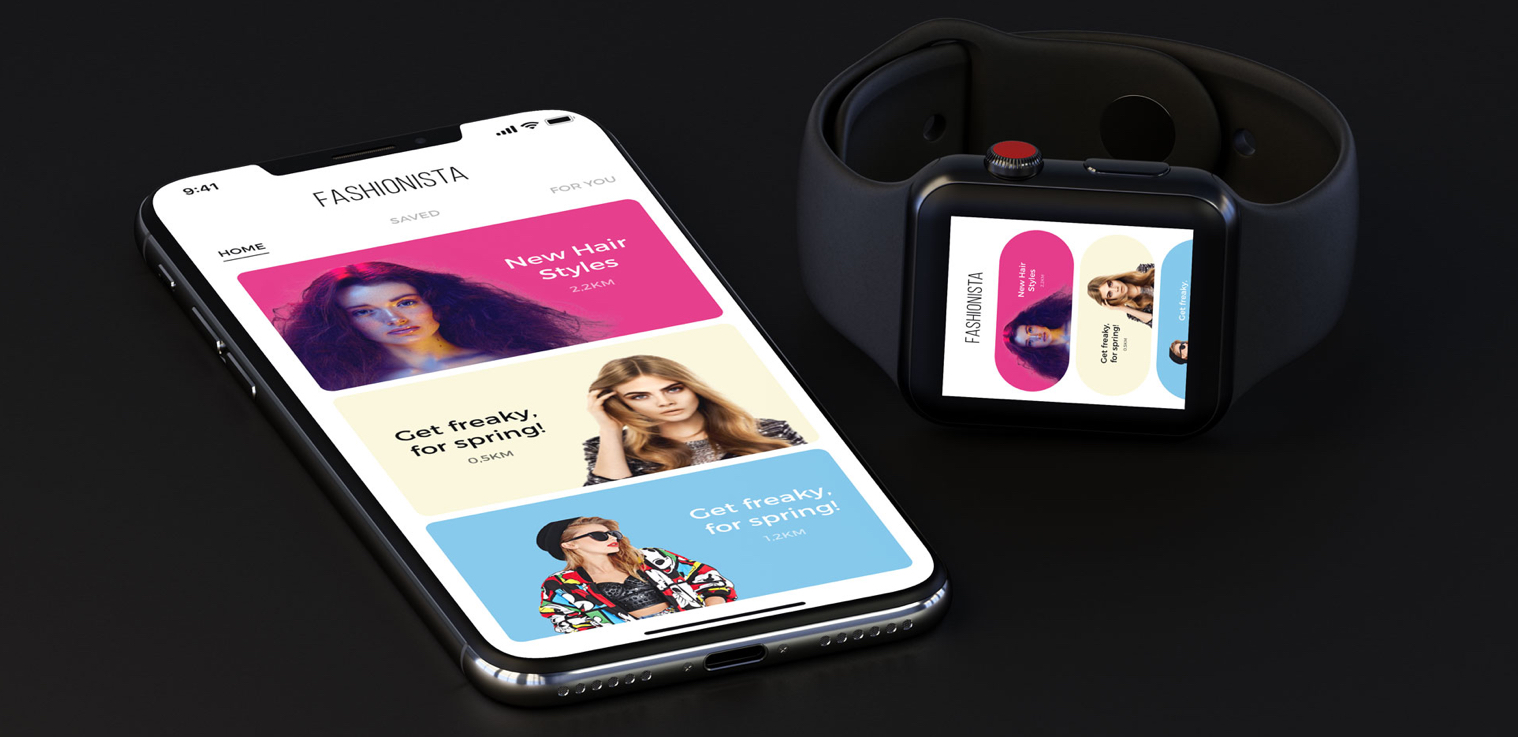 9:41
FASHIONISTA
HOME
SAVED
FOR YOU
New Hair
Styles
2.2KM
Get freaky,
for spring!
0,5KM
Get freaky,
for spring!
1,2KM
FASHIONISTA
New Hair
Styles
2.2KM
Get freaky,
for spring!
0,5KM
Get freaky,